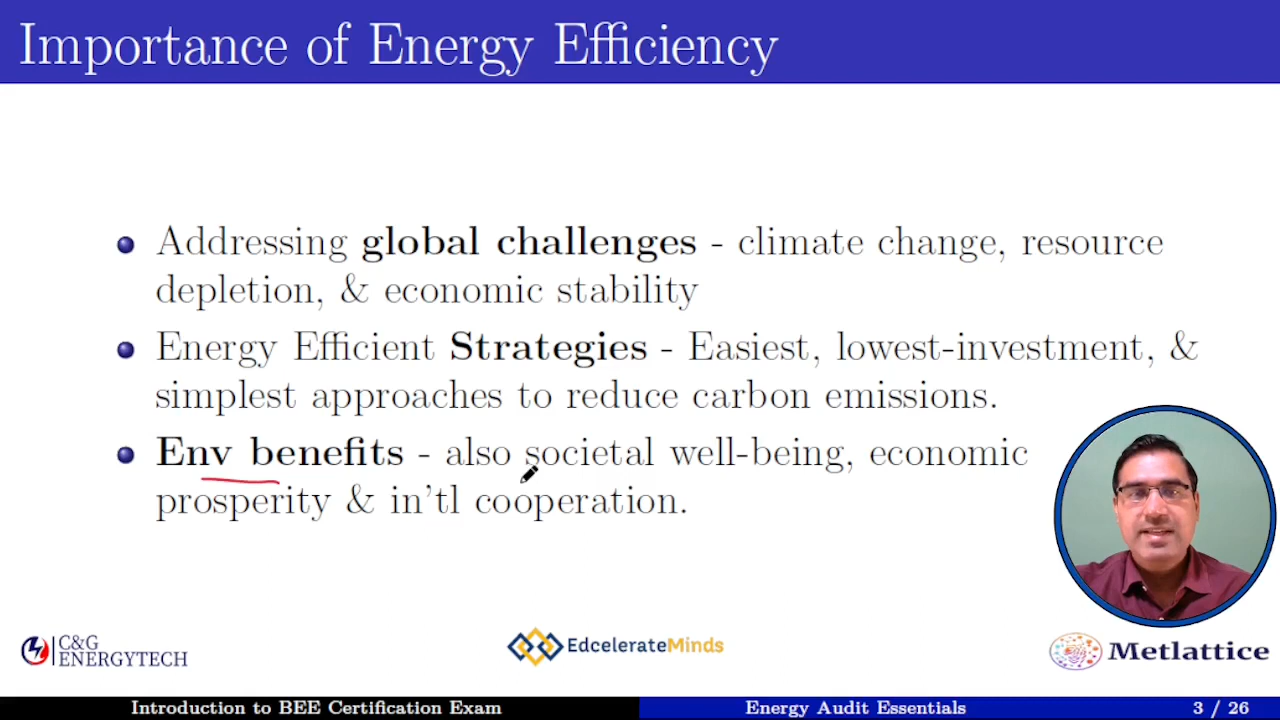 Importance of Energy Efficiency
Addressing global challenges - climate change, resource
depletion, & economic stability
Energy Efficient Strategies - Easiest, lowest-investment, &
simplest approaches to reduce carbon emissions.
Env benefits - also societal well-being, economic
prosperity & in'tl cooperation.
C&G
ENERGYTECH
EdcelerateMinds
Metlattice
Introduction to BEE Certification Exam
Energy Audit Essentials
3 / 26